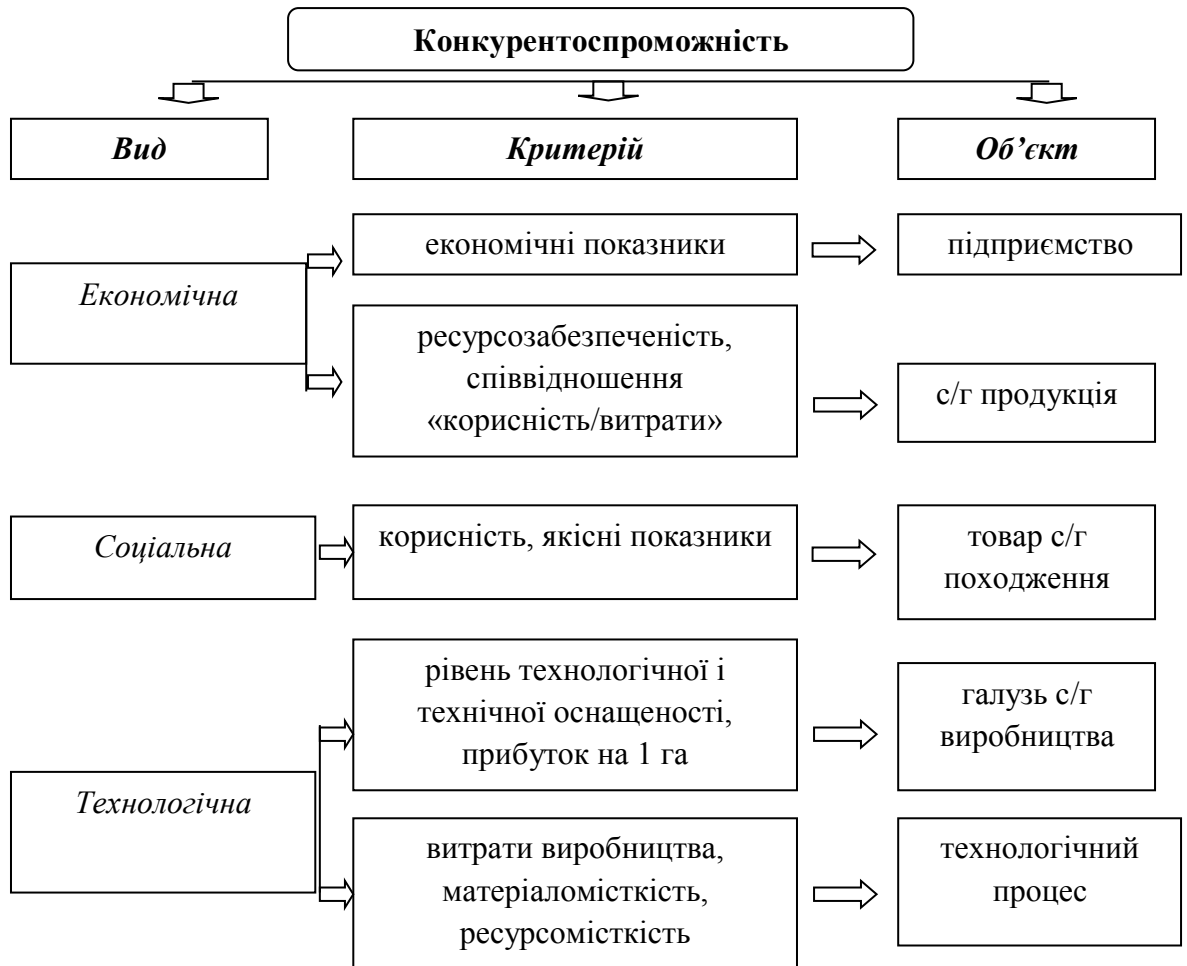 Конкурентоспроможність
Вид
Критерій
Об’єкт
Економічна
економічні показники
підприємство
ресурсозабезпеченість,
співвідношення
«корисність/витрати»
с/г продукція
Соціальна
корисність, якісні показники
товар с/г
походження
Технологічна
рівень технологічної і
технічної оснащеності,
прибуток на 1 га
галузь с/г
виробництва
витрати виробництва,
матеріаломісткість,
ресурсомісткість
технологічний
процес